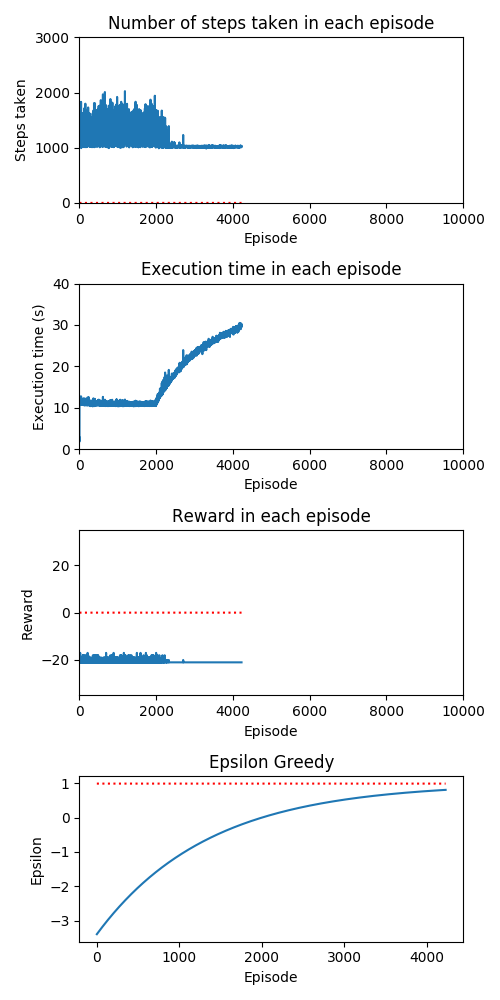 Number of steps taken in each episode
3000
2000
1000
0
Steps taken
0 2000 4000 6000 8000 10000
Episode
Execution time in each episode
40
30
20
10
0
Execution time (s)
0 2000 4000 6000 8000 10000
Episode
Reward in each episode
20
0
−20
Reward
0 2000 4000 6000 8000 10000
Episode
Epsilon Greedy
1
0
−1
−2
−3
Epsilon
0 1000 2000 3000 4000
Episode